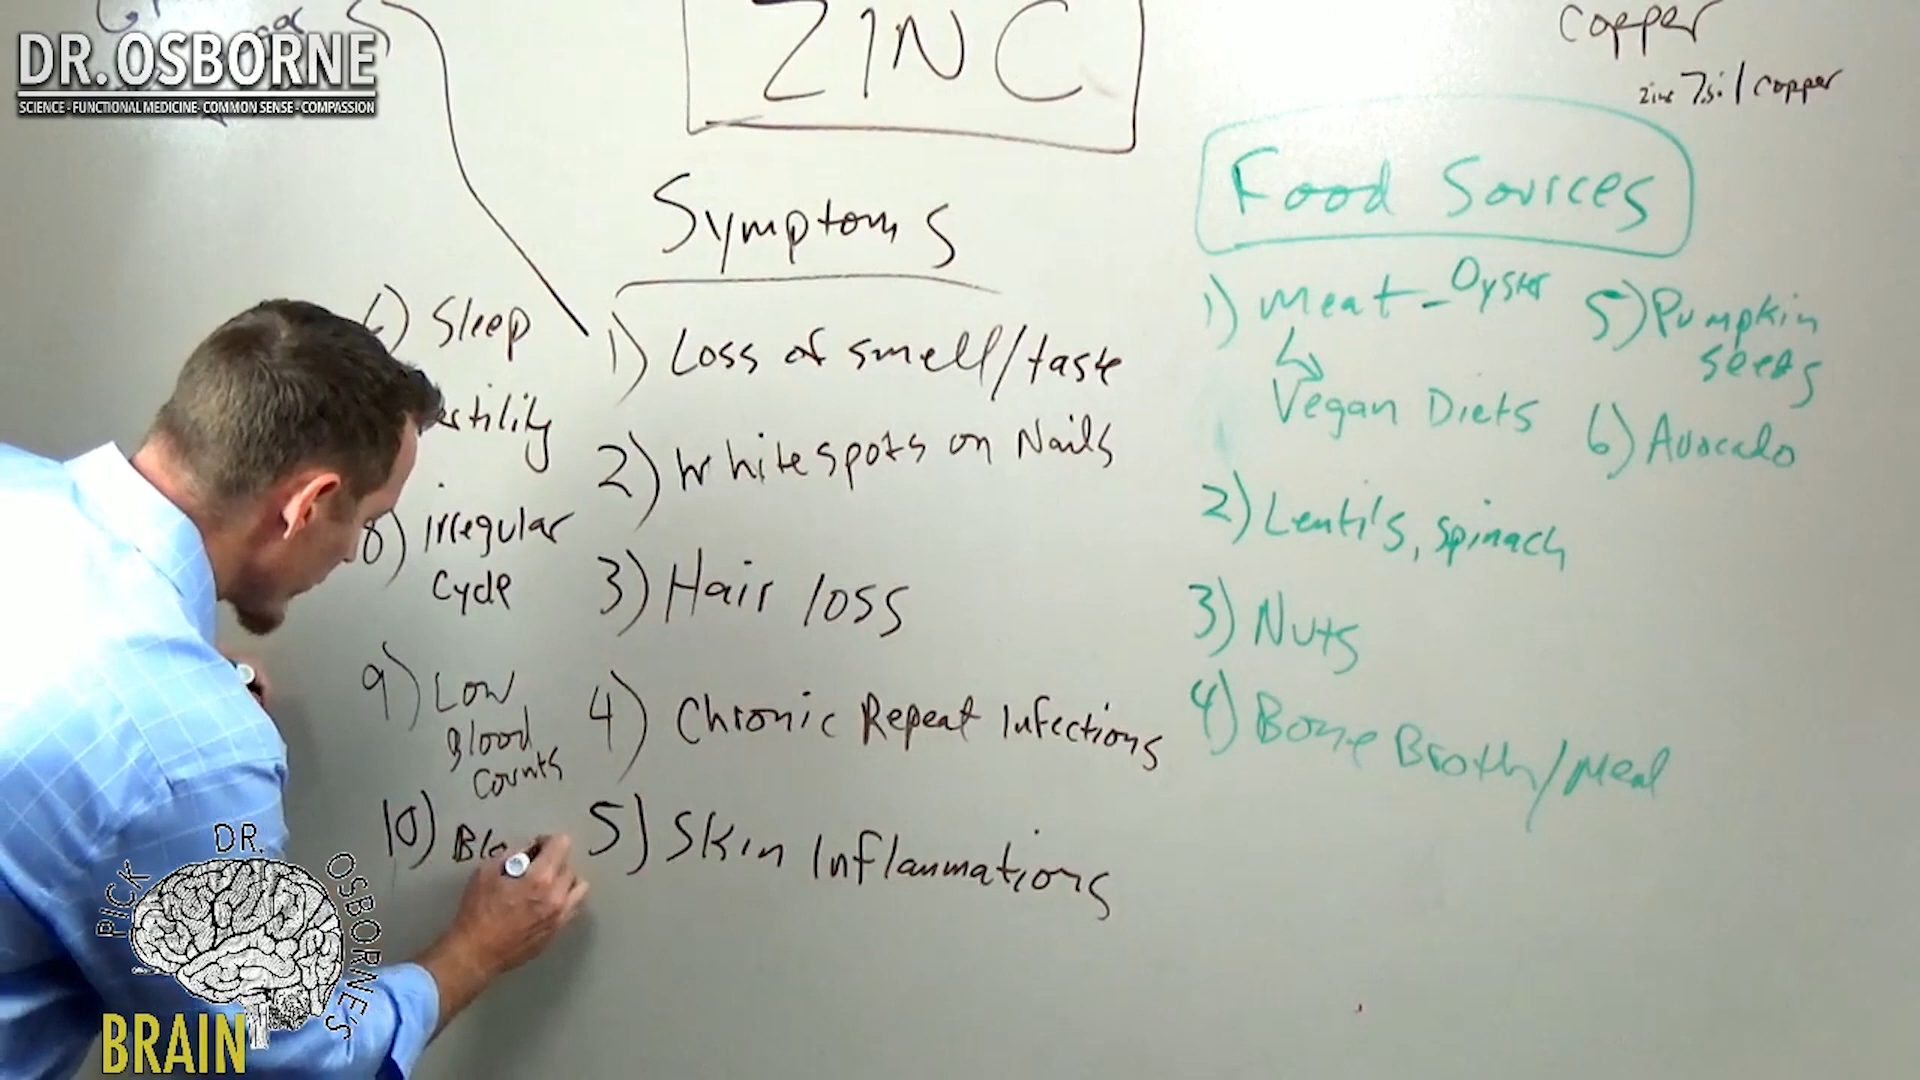 DR. OSBORNE
SCIENCE - FUNCTIONAL MEDICINE - COMMON SENSE - COMPASSION
ZINC
copper
zinc 7.5:1 copper
Symptoms
1) Loss of smell/taste
2) White spots on Nails
3) Hair loss
4) Chronic Repeat Infections
5) Skin Inflammations
6) Sleep
8) irregular
Cycle
9) Low
Blood
Counts
10)
Food Sources
1) Meat - Oyster
Vegan Diets
2) Lentils, spinach
3) Nuts
4) Bone Broth/Meal
5) Pumpkin
seeds
6) Avocado
PICK DR. OSBORNE'S
BRAIN